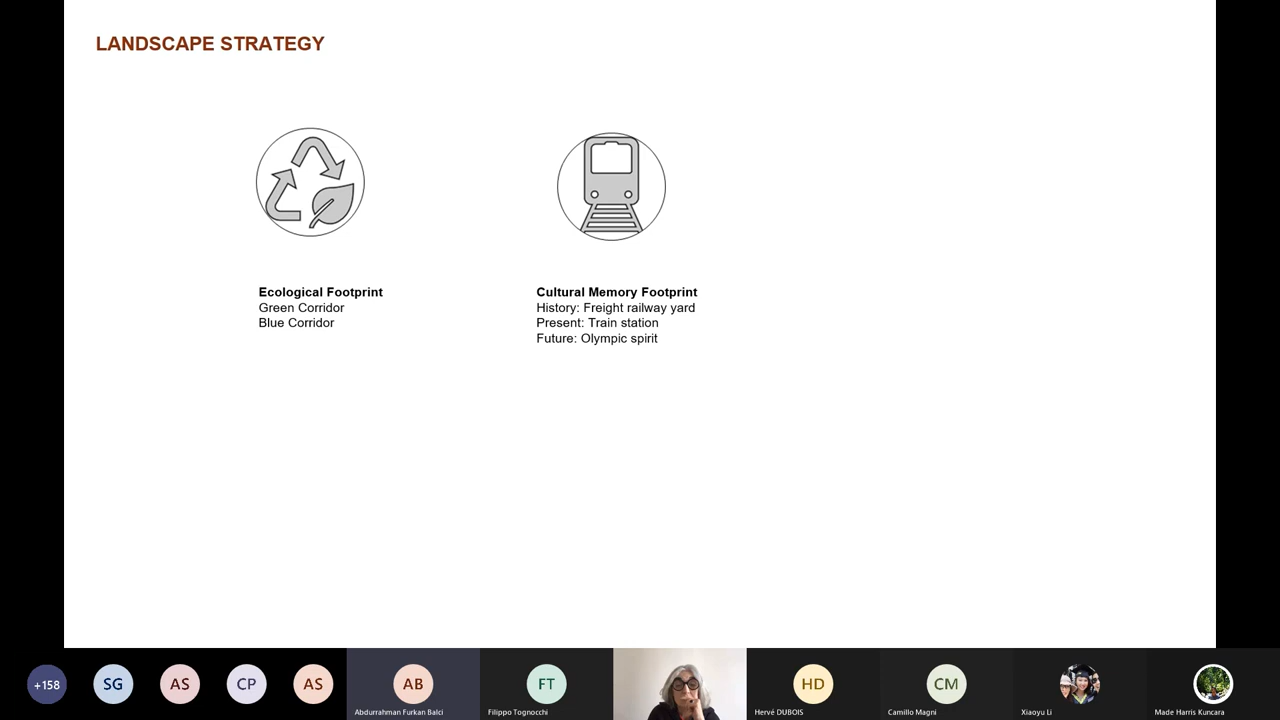 LANDSCAPE STRATEGY
Ecological Footprint
Green Corridor
Blue Corridor
Cultural Memory Footprint
History: Freight railway yard
Present: Train station
Future: Olympic spirit
+158
SG
AS
CP
AS
AB
Abdurrahman Furkan Balci
FT
Filippo Tognocchi
HD
Hervé DUBOIS
CM
Camillo Magni
Xiaoyu Li
Made Harris Kuncara